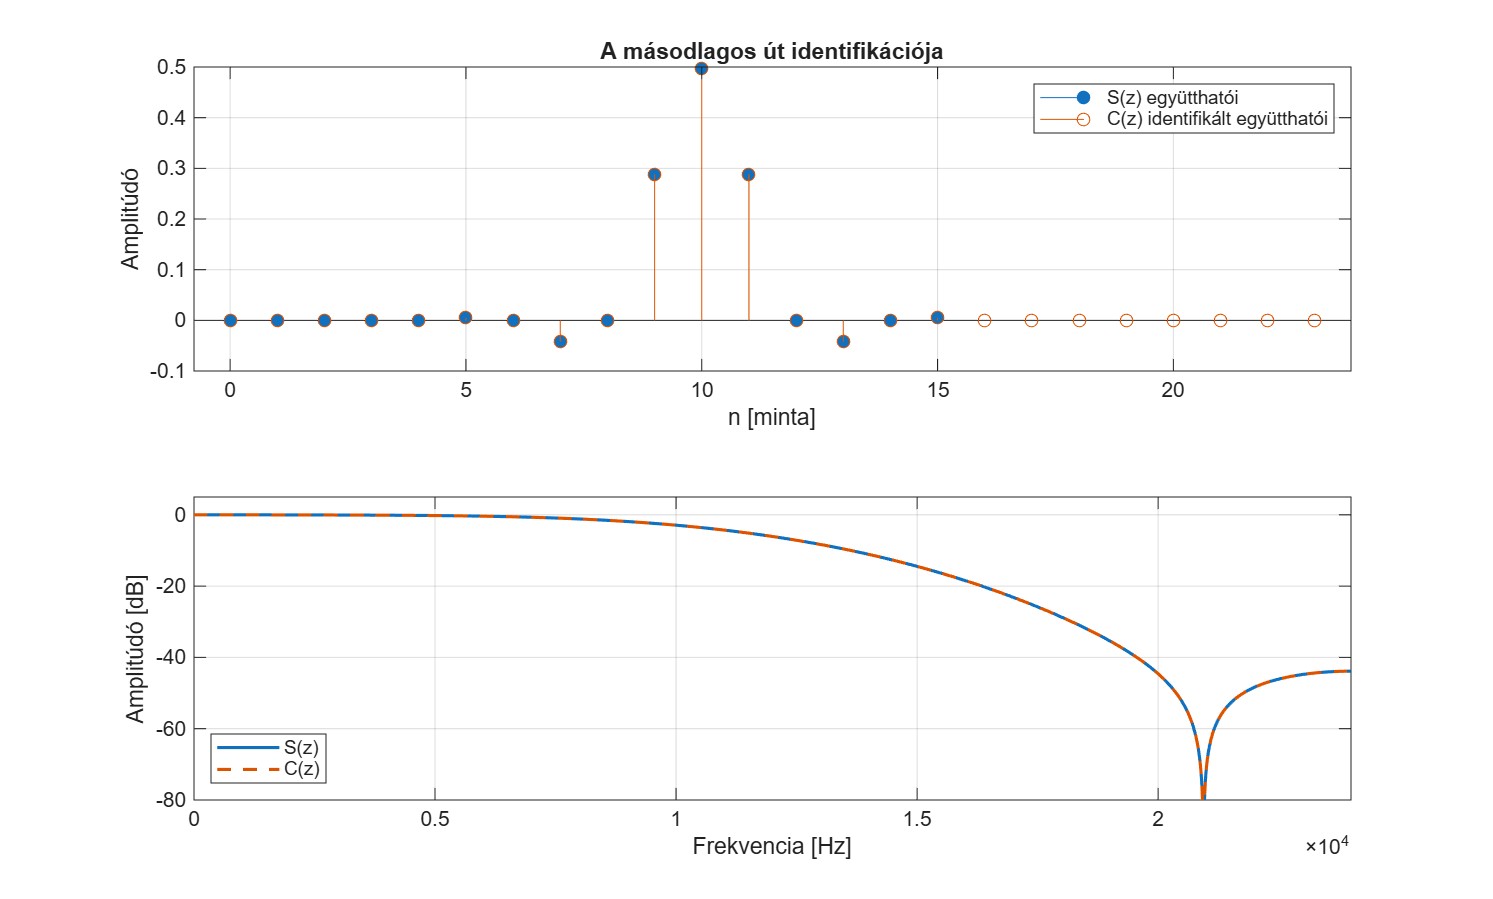 A másodlagos út identifikációja
0.5
0.4
0.3
0.2
0.1
0
-0.1
Amplitúdó
S(z) együtthatói
C(z) identifikált együtthatói
0 5 10 15 20
n [minta]
0
-20
-40
-60
-80
Amplitúdó [dB]
S(z)
C(z)
0 0.5 1 1.5 2
×10⁴
Frekvencia [Hz]